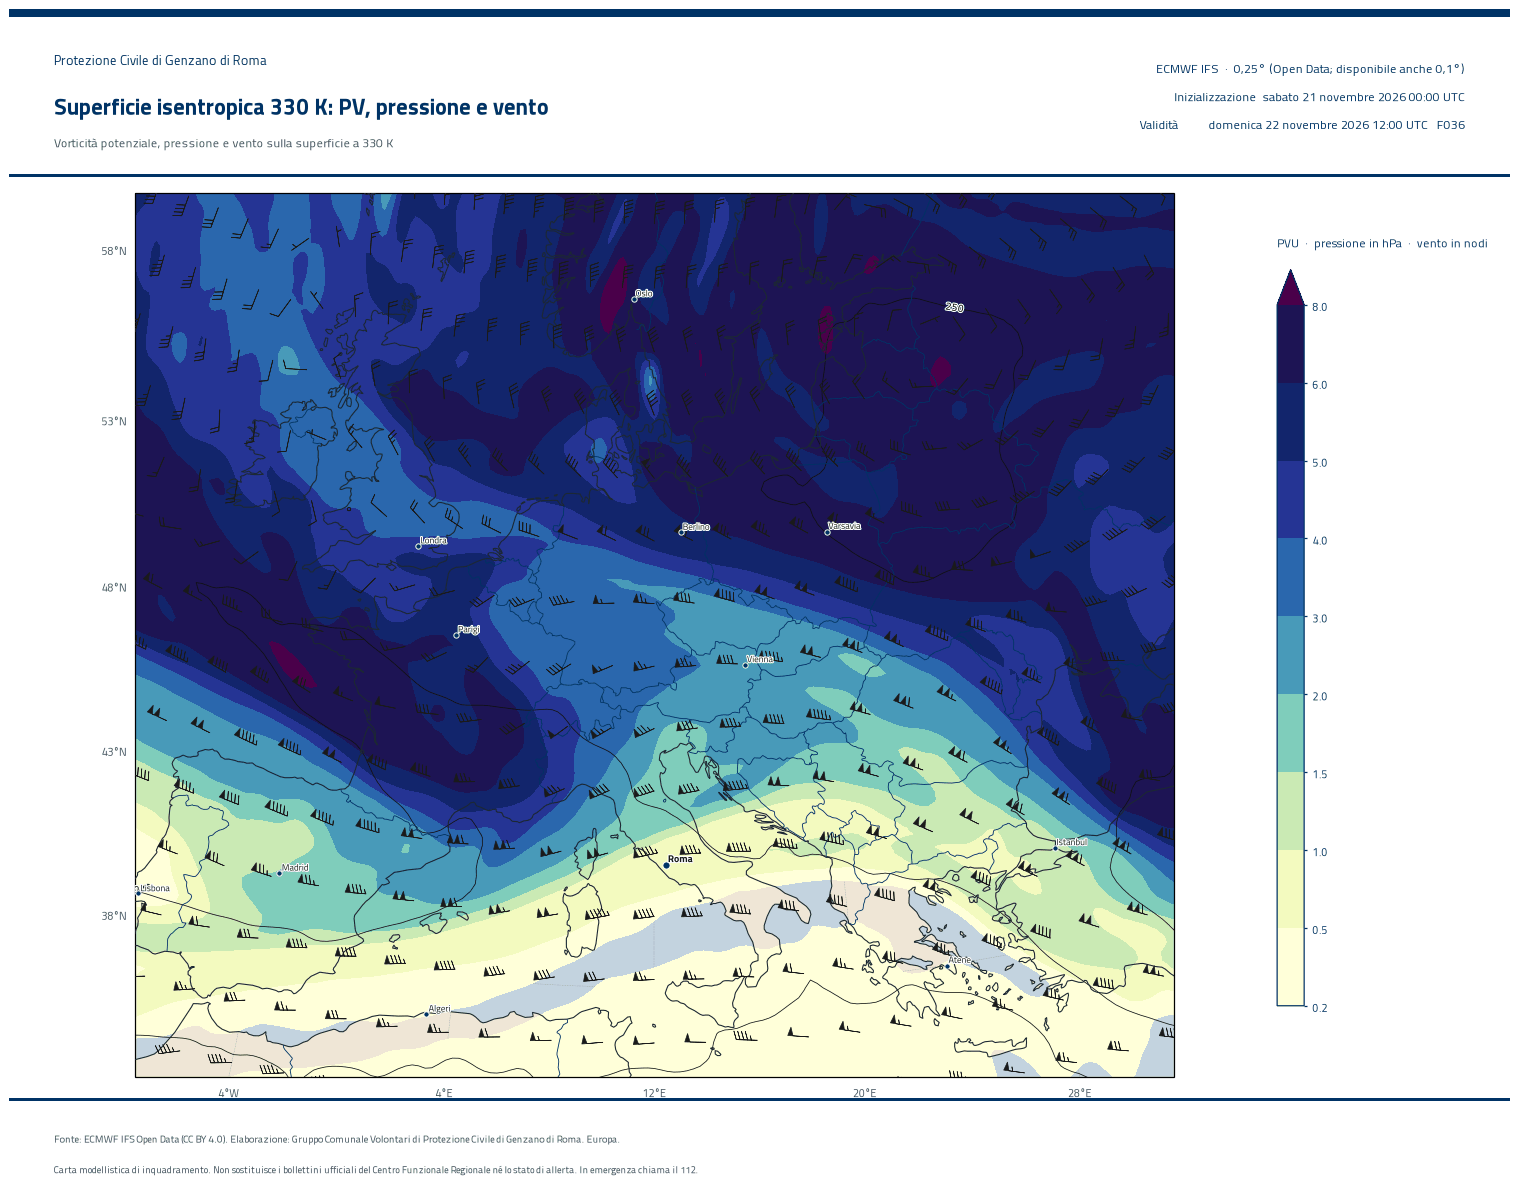 Protezione Civile di Genzano di Roma
Superficie isentropica 330 K: PV, pressione e vento
Vorticità potenziale, pressione e vento sulla superficie a 330 K
ECMWF IFS · 0,25° (Open Data; disponibile anche 0,1°)
Inizializzazione sabato 21 novembre 2026 00:00 UTC
Validità domenica 22 novembre 2026 12:00 UTC F036
PVU · pressione in hPa · vento in nodi
58°N
53°N
48°N
43°N
38°N
4°W
4°E
12°E
20°E
28°E
250
Oslo
Londra
Berlino
Varsavia
Parigi
Vienna
Madrid
Lisbona
Roma
Istanbul
Algeri
Atene
8.0
6.0
5.0
4.0
3.0
2.0
1.5
1.0
0.5
0.2
Fonte: ECMWF IFS Open Data (CC BY 4.0). Elaborazione: Gruppo Comunale Volontari di Protezione Civile di Genzano di Roma. Europa.
Carta modellistica di inquadramento. Non sostituisce i bollettini ufficiali del Centro Funzionale Regionale né lo stato di allerta. In emergenza chiama il 112.